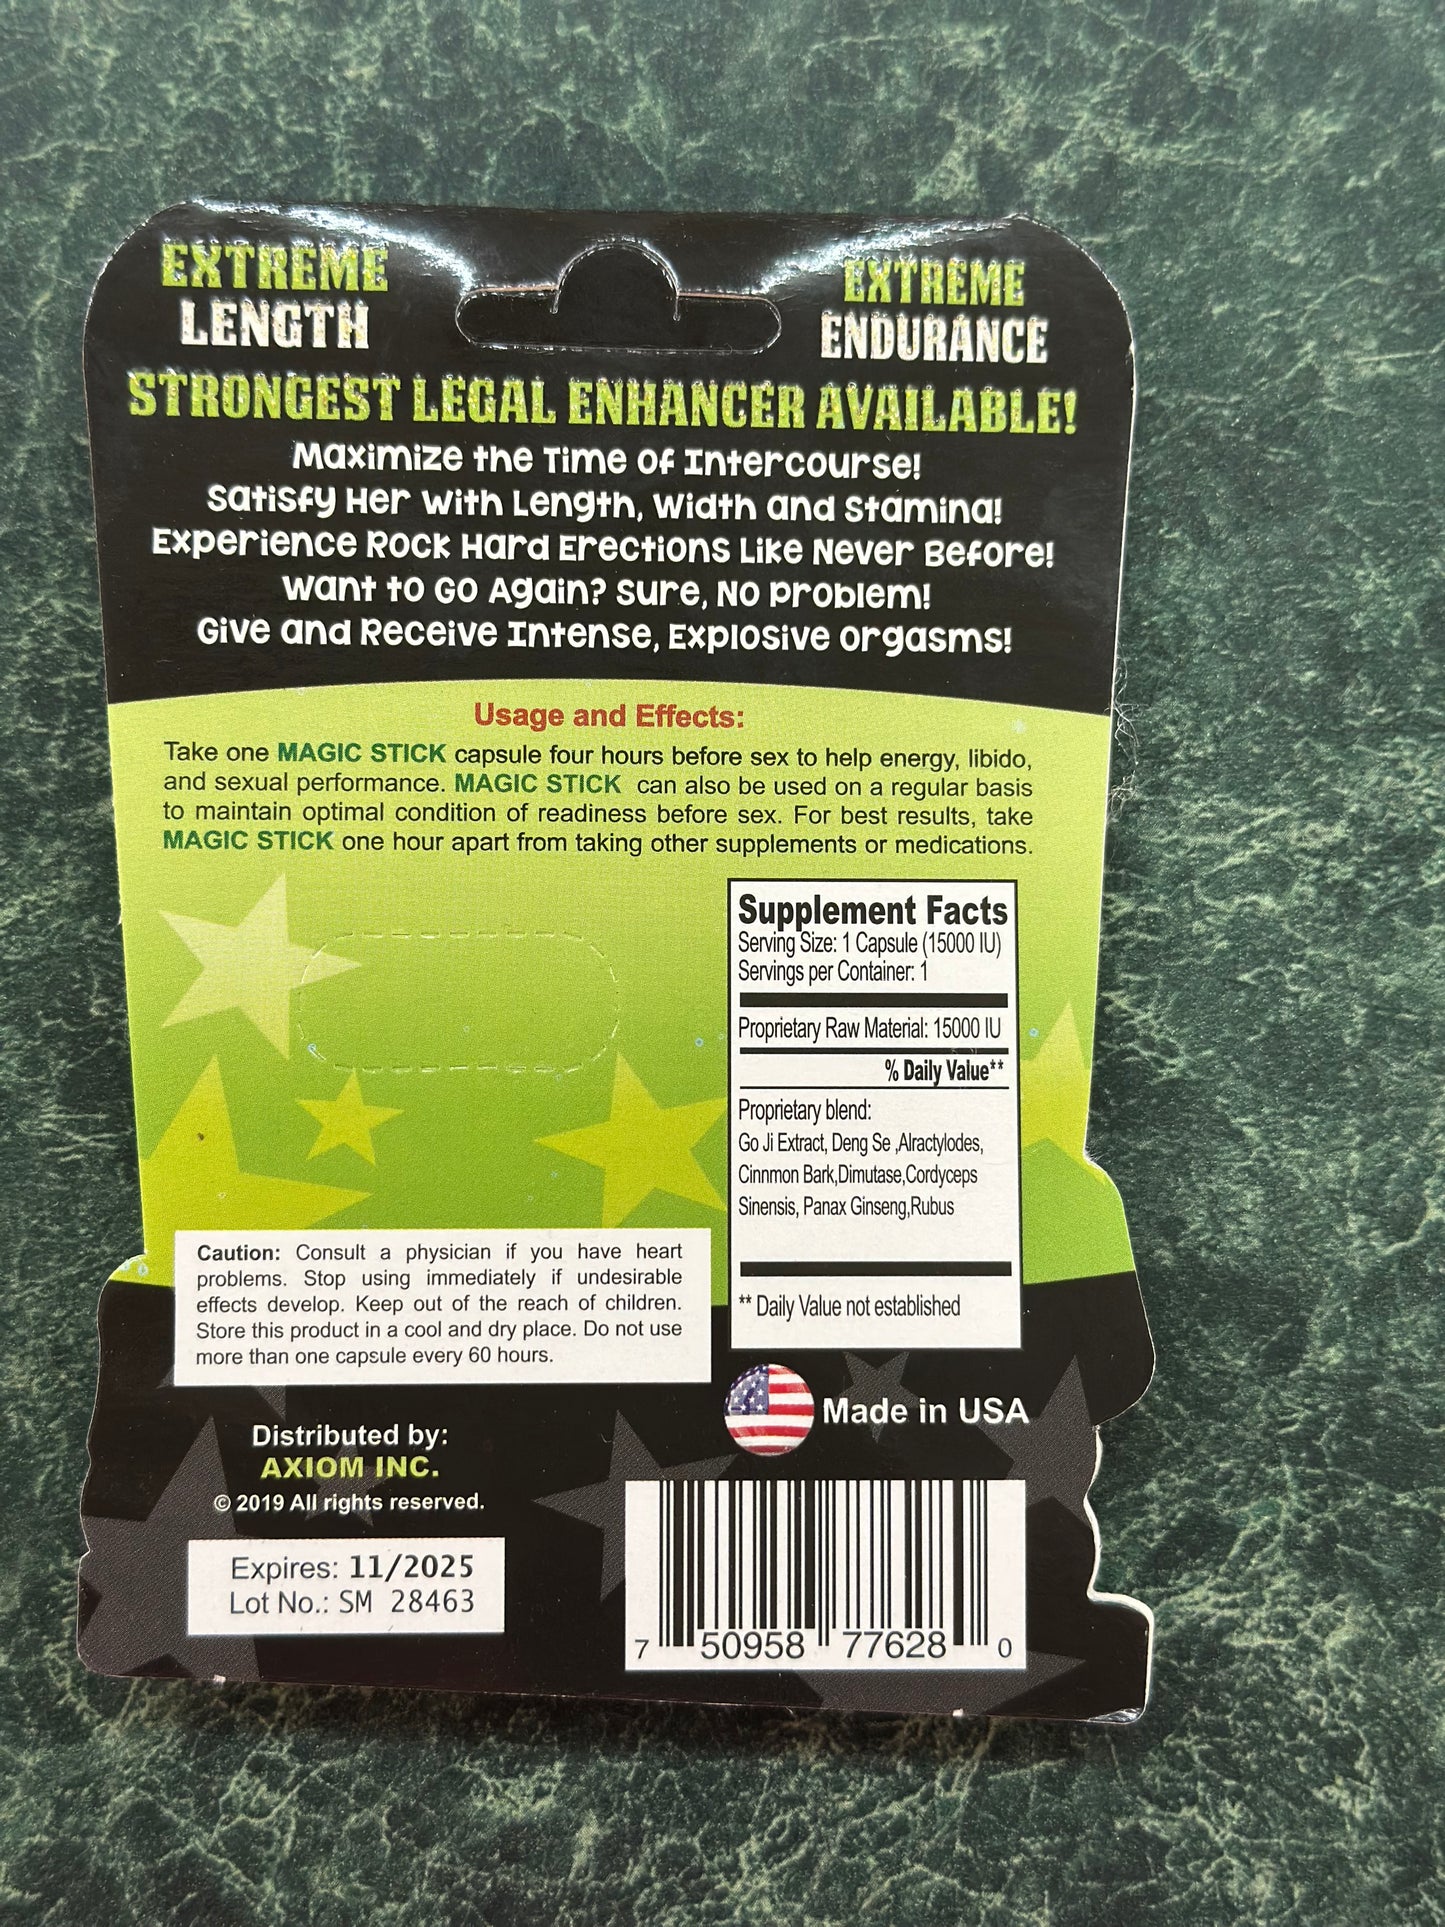 EXTREME
LENGTH
EXTREME
ENDURANCE
STRONGEST LEGAL ENHANCER AVAILABLE!
Maximize the Time of Intercourse!
Satisfy Her With Length, Width and Stamina!
Experience Rock Hard Erections Like Never Before!
Want to Go Again? Sure, No Problem!
Give and Receive Intense, Explosive Orgasms!
Usage and Effects:
Take one MAGIC STICK capsule four hours before sex to help energy, libido,
and sexual performance. MAGIC STICK can also be used on a regular basis
to maintain optimal condition of readiness before sex. For best results, take
MAGIC STICK one hour apart from taking other supplements or medications.
Supplement Facts
Serving Size: 1 Capsule (15000 IU)
Servings per Container: 1
Proprietary Raw Material: 15000 IU
% Daily Value**
Proprietary blend:
Go Ji Extract, Deng Se ,Alractylodes,
Cinnmon Bark,Dimutase,Cordyceps
Sinensis, Panax Ginseng,Rubus
** Daily Value not established
Caution: Consult a physician if you have heart
problems. Stop using immediately if undesirable
effects develop. Keep out of the reach of children.
Store this product in a cool and dry place. Do not use
more than one capsule every 60 hours.
Made in USA
Distributed by:
AXIOM INC.
© 2019 All rights reserved.
Expires: 11/2025
Lot No.: SM 28463
7 50958 77628 0